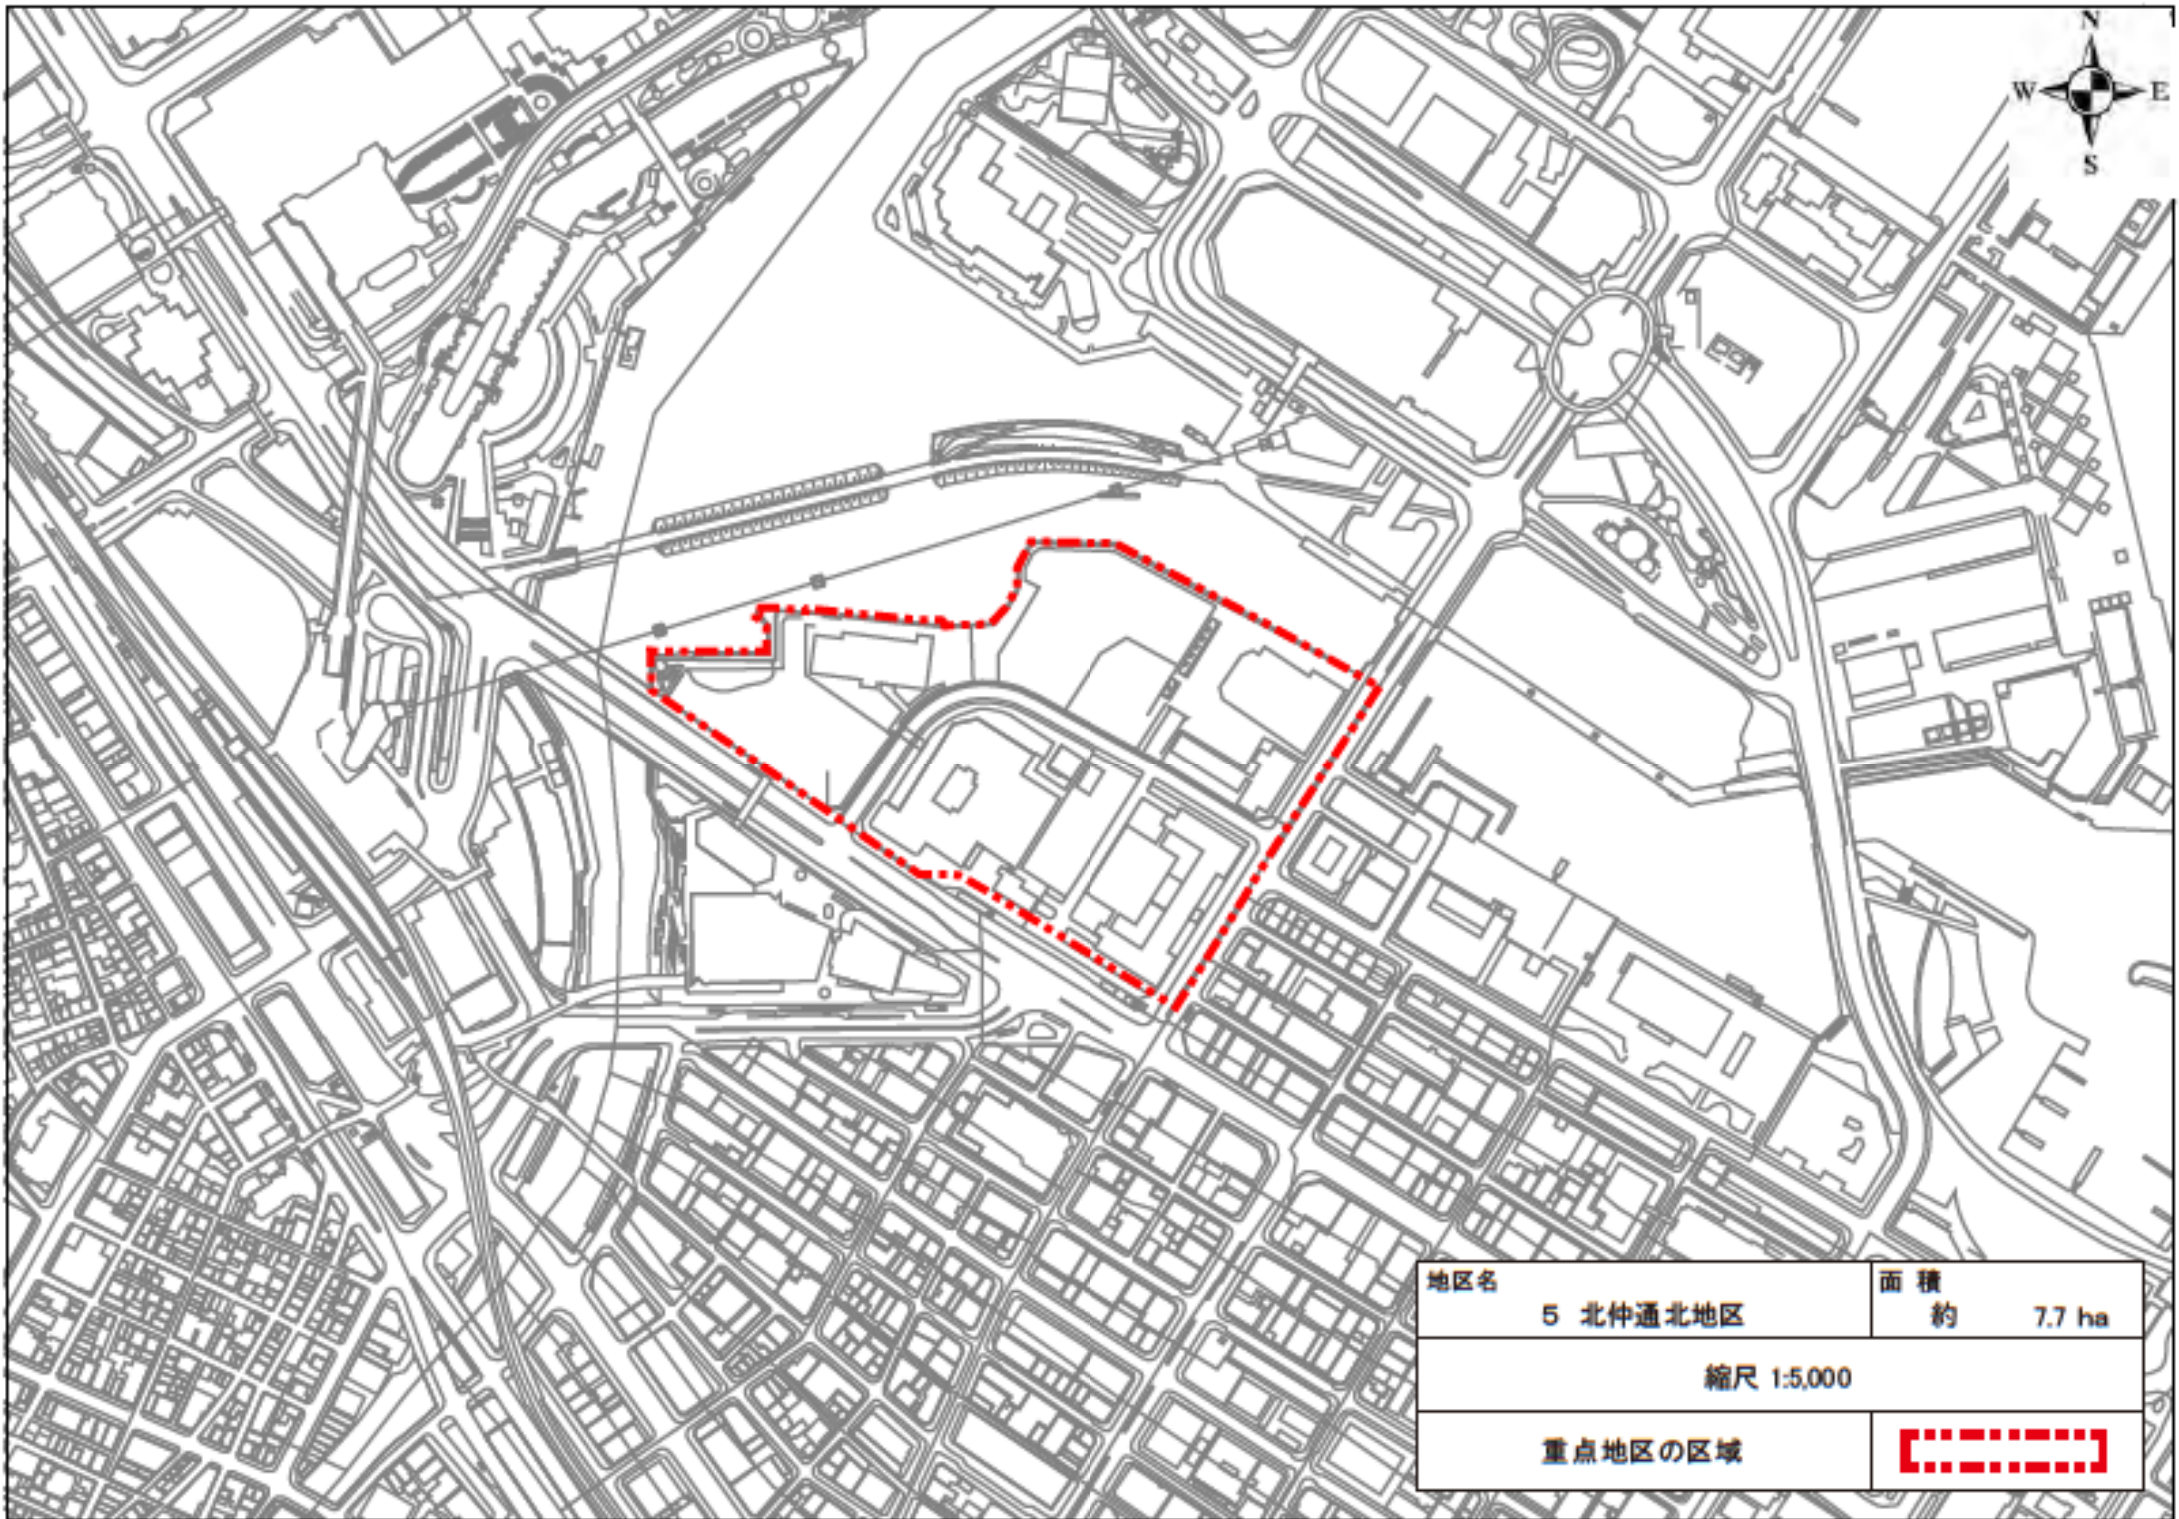 N
W E
S
地区名
5 北仲通北地区
面 積
約 7.7 ha
縮尺 1:5,000
重点地区の区域